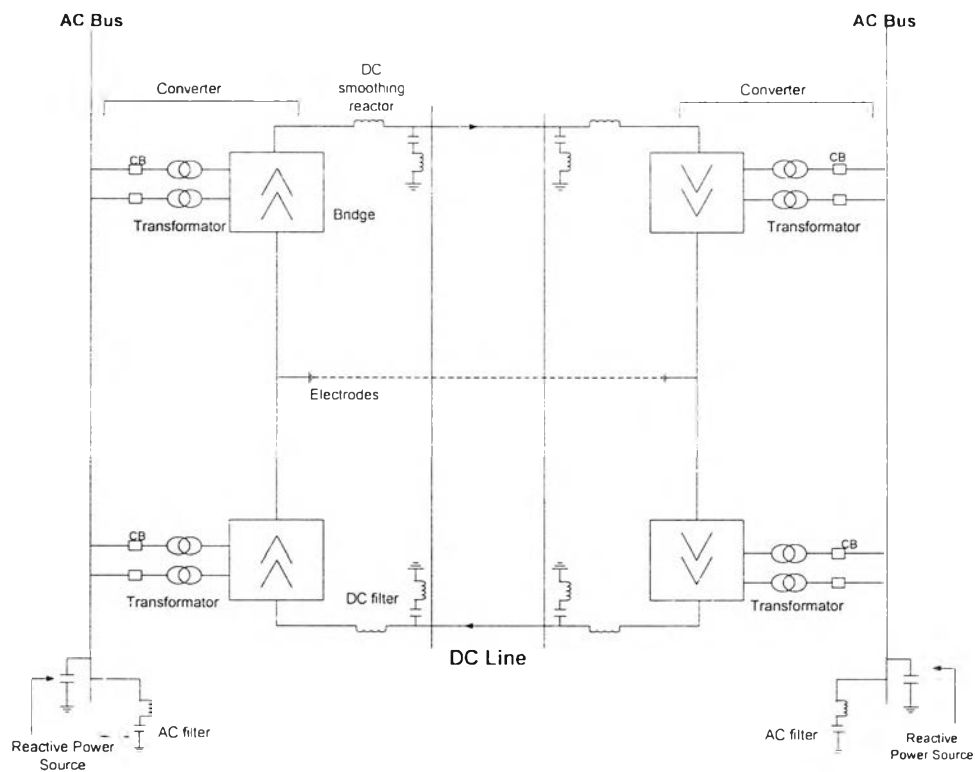 AC Bus
AC Bus
Converter
DC
smoothing
reactor
Converter
CB
CB
Bridge
Transformator
Transformator
Electrodes
CB
CB
Transformator
DC filter
Transformator
DC Line
AC filter
AC filter
Reactive Power
Source
Reactive
Power Source